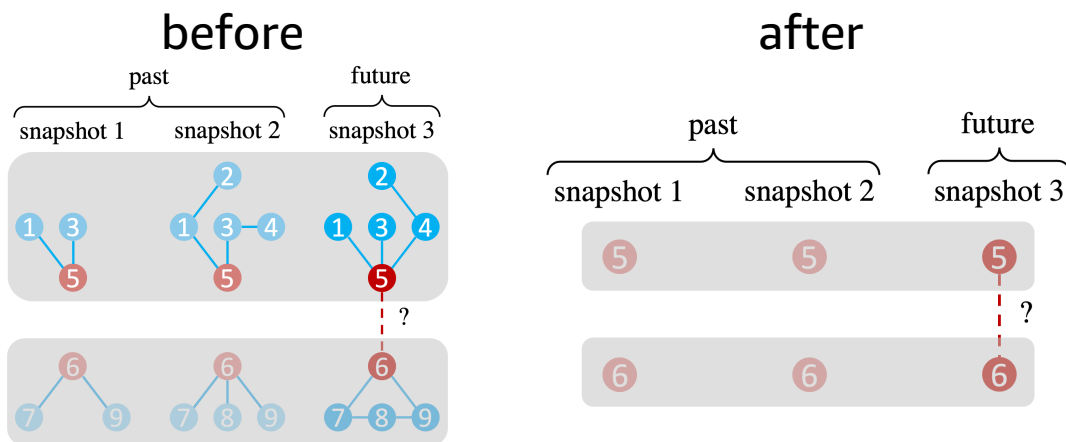 before
past
future
snapshot 1
snapshot 2
snapshot 3
2
2
1 3
1 3 4
1 3 4
5
5
5
?
6
6
6
7 9
7 8 9
7 8 9
after
past
future
snapshot 1
snapshot 2
snapshot 3
5
5
5
?
6
6
6